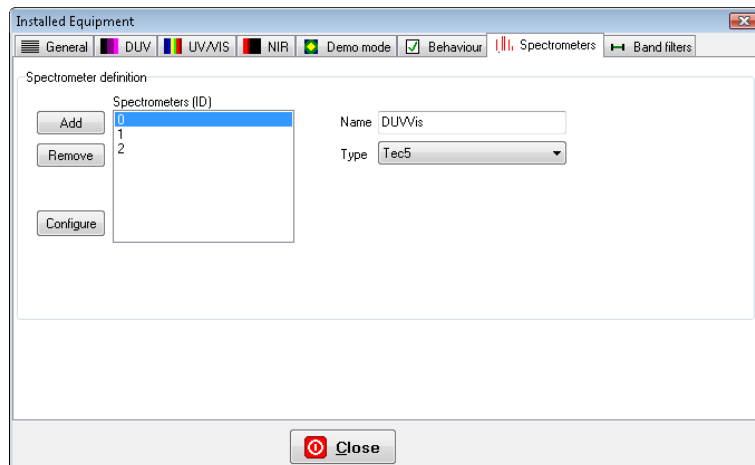 Installed Equipment
General DUV UV/VIS NIR Demo mode Behaviour Spectrometers Band filters
Spectrometer definition
Spectrometers (ID)
Add
Remove
Configure
0
1
2
Name DUVVis
Type Tec5
Close